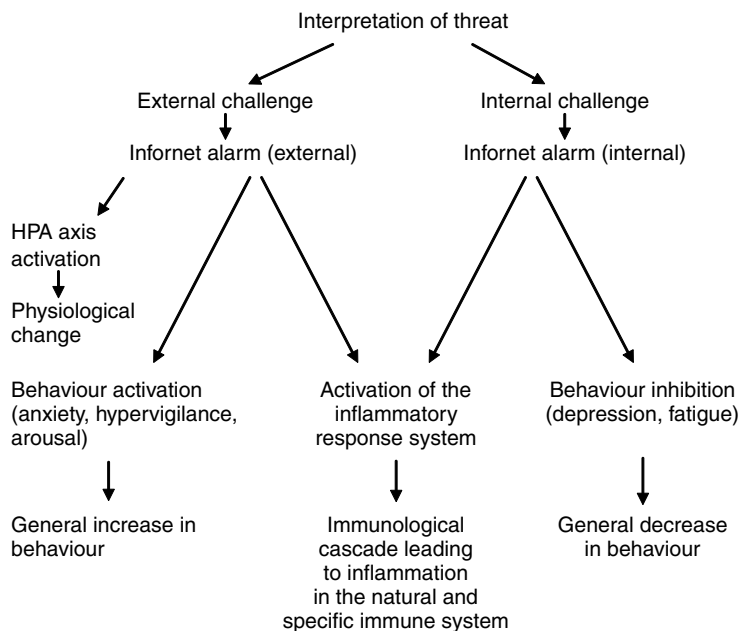 Interpretation of threat
External challenge
Internal challenge
Infornet alarm (external)
Infornet alarm (internal)
HPA axis
activation
Physiological
change
Behaviour activation
(anxiety, hypervigilance,
arousal)
Activation of the
inflammatory
response system
Behaviour inhibition
(depression, fatigue)
General increase in
behaviour
Immunological
cascade leading
to inflammation
in the natural and
specific immune system
General decrease
in behaviour